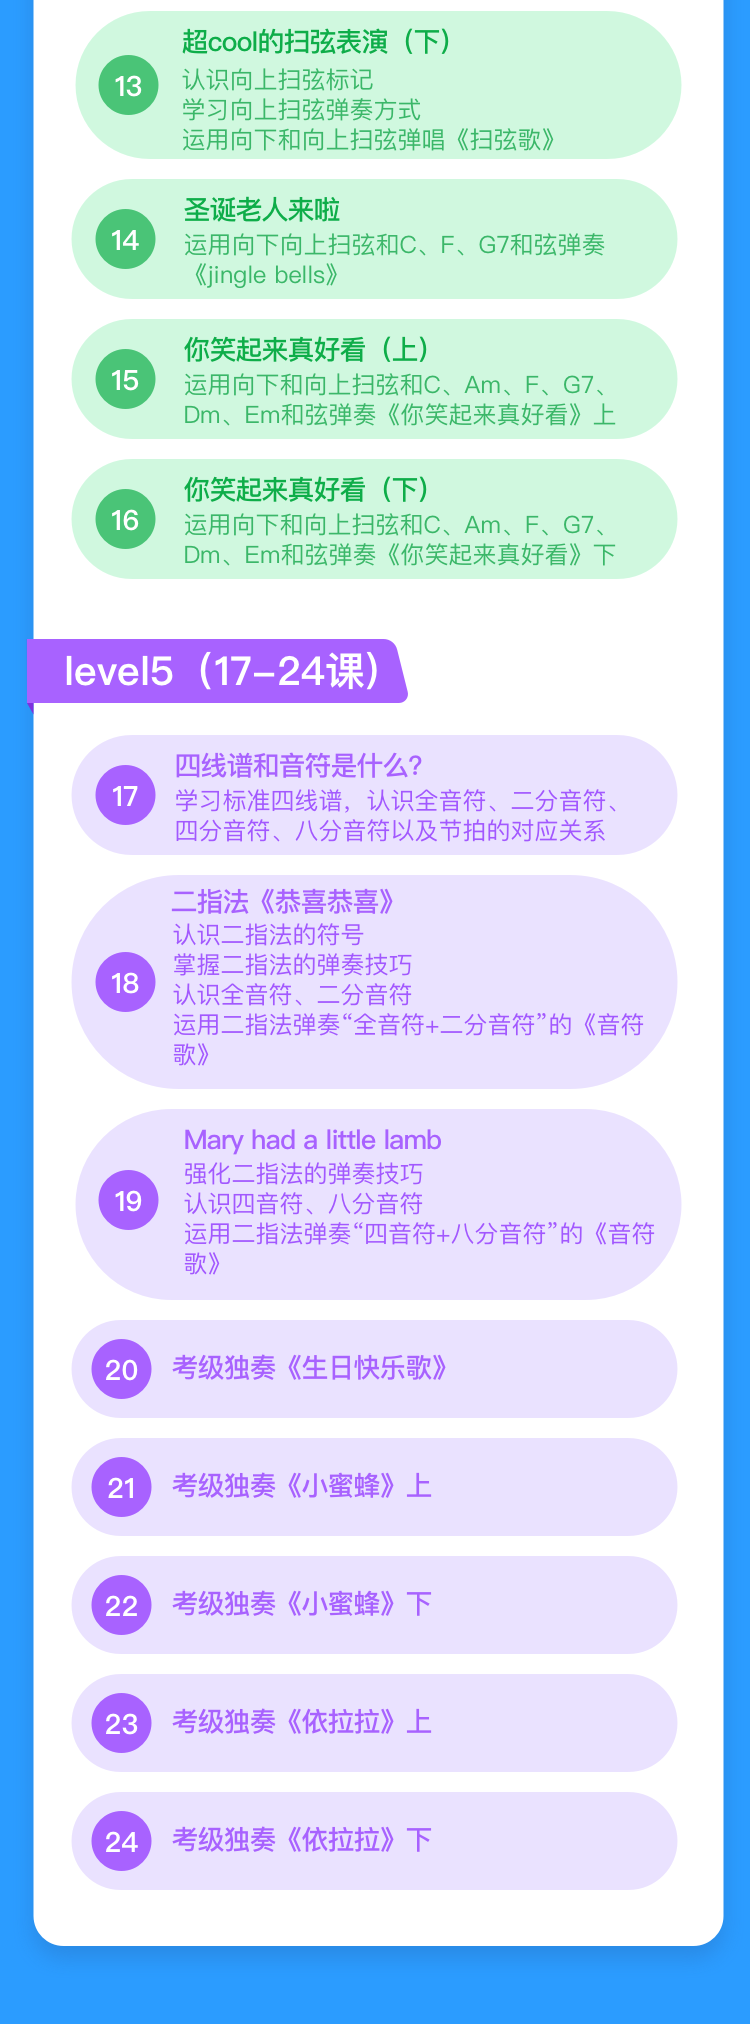 超cool的扫弦表演（下）
13
认识向上扫弦标记
学习向上扫弦弹奏方式
运用向下和向上扫弦弹唱《扫弦歌》
圣诞老人来啦
14
运用向下向上扫弦和C、F、G7和弦弹奏
《jingle bells》
你笑起来真好看（上）
15
运用向下和向上扫弦和C、Am、F、G7、
Dm、Em和弦弹奏《你笑起来真好看》上
你笑起来真好看（下）
16
运用向下和向上扫弦和C、Am、F、G7、
Dm、Em和弦弹奏《你笑起来真好看》下
level5（17-24课）
四线谱和音符是什么?
17
学习标准四线谱，认识全音符、二分音符、
四分音符、八分音符以及节拍的对应关系
二指法《恭喜恭喜》
认识二指法的符号
掌握二指法的弹奏技巧
18
认识全音符、二分音符
运用二指法弹奏“全音符+二分音符”的《音符
歌》
Mary had a little lamb
强化二指法的弹奏技巧
19
认识四音符、八分音符
运用二指法弹奏“四音符+八分音符”的《音符
歌》
20 考级独奏《生日快乐歌》
21 考级独奏《小蜜蜂》上
22 考级独奏《小蜜蜂》下
23 考级独奏《依拉拉》上
24 考级独奏《依拉拉》下